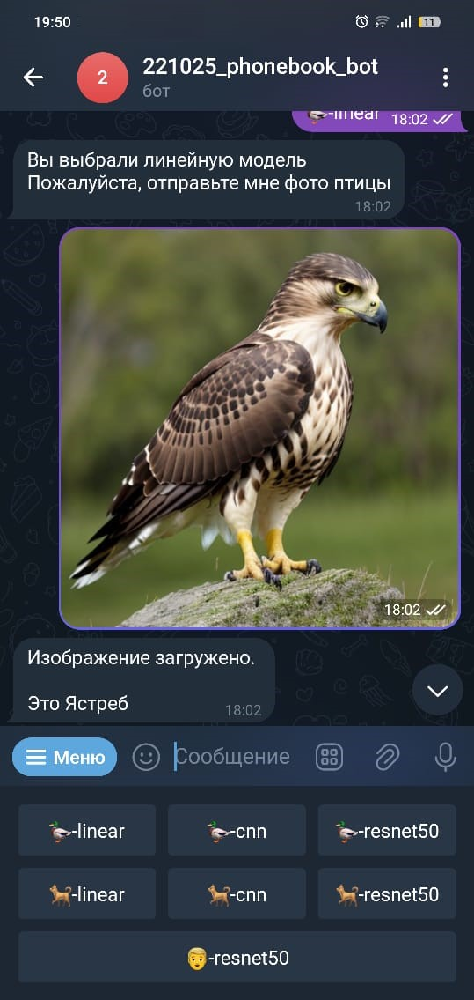 19:50
11
2
221025_phonebook_bot
бот
-linear 18:02
Вы выбрали линейную модель
Пожалуйста, отправьте мне фото птицы
18:02
18:02
Изображение загружено.
Это Ястреб
18:02
Меню
Сообщение
-linear
-cnn
-resnet50
-linear
-cnn
-resnet50
-resnet50